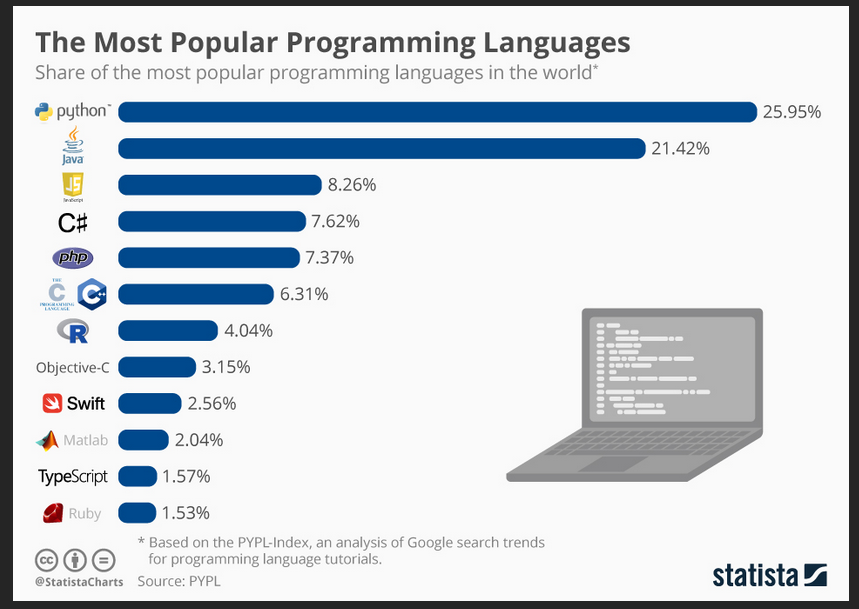 The Most Popular Programming Languages
Share of the most popular programming languages in the world*
python™ 25.95%
Java 21.42%
JS JavaScript 8.26%
C# 7.62%
php 7.37%
THE C PROGRAMMING LANGUAGE C++ 6.31%
R 4.04%
Objective-C 3.15%
Swift 2.56%
Matlab 2.04%
TypeScript 1.57%
Ruby 1.53%
* Based on the PYPL-Index, an analysis of Google search trends
for programming language tutorials.
cc
@StatistaCharts Source: PYPL
statista